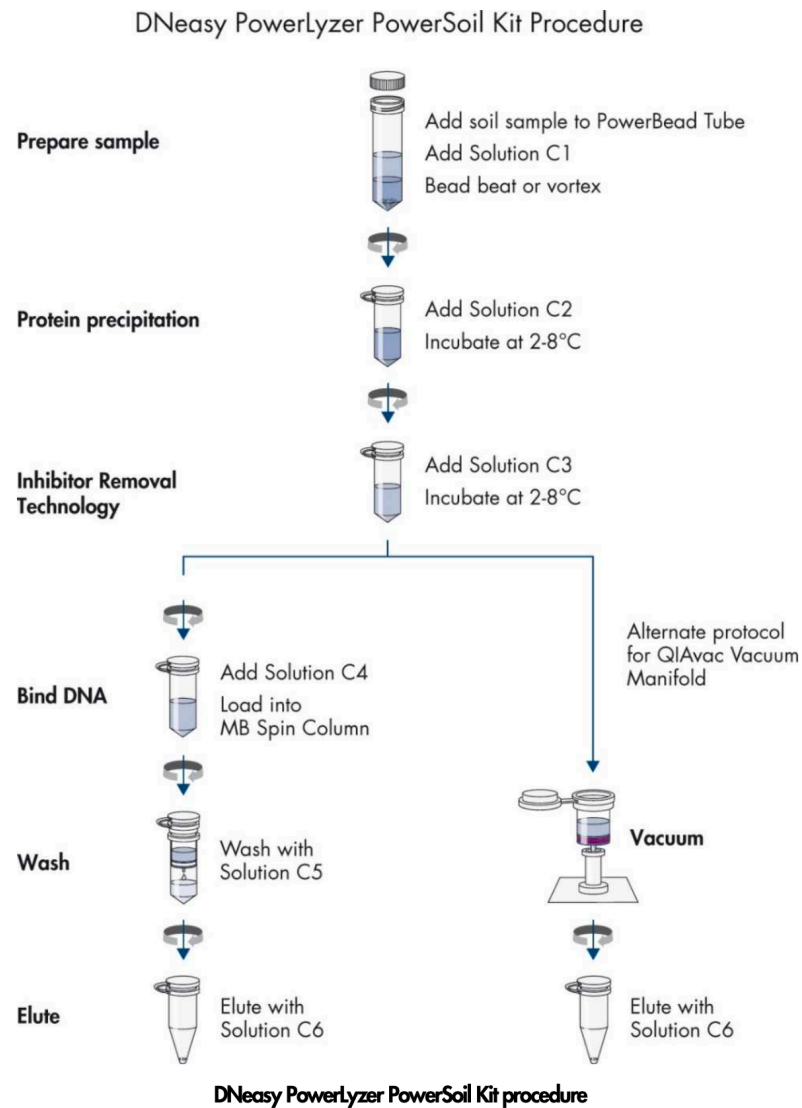 DNeasy PowerLyzer PowerSoil Kit Procedure
Prepare sample
Add soil sample to PowerBead Tube
Add Solution C1
Bead beat or vortex
Protein precipitation
Add Solution C2
Incubate at 2-8°C
Inhibitor Removal
Technology
Add Solution C3
Incubate at 2-8°C
Alternate protocol
for QIAvac Vacuum
Manifold
Bind DNA
Add Solution C4
Load into
MB Spin Column
Wash
Wash with
Solution C5
Vacuum
Elute
Elute with
Solution C6
Elute with
Solution C6
DNeasy PowerLyzer PowerSoil Kit procedure